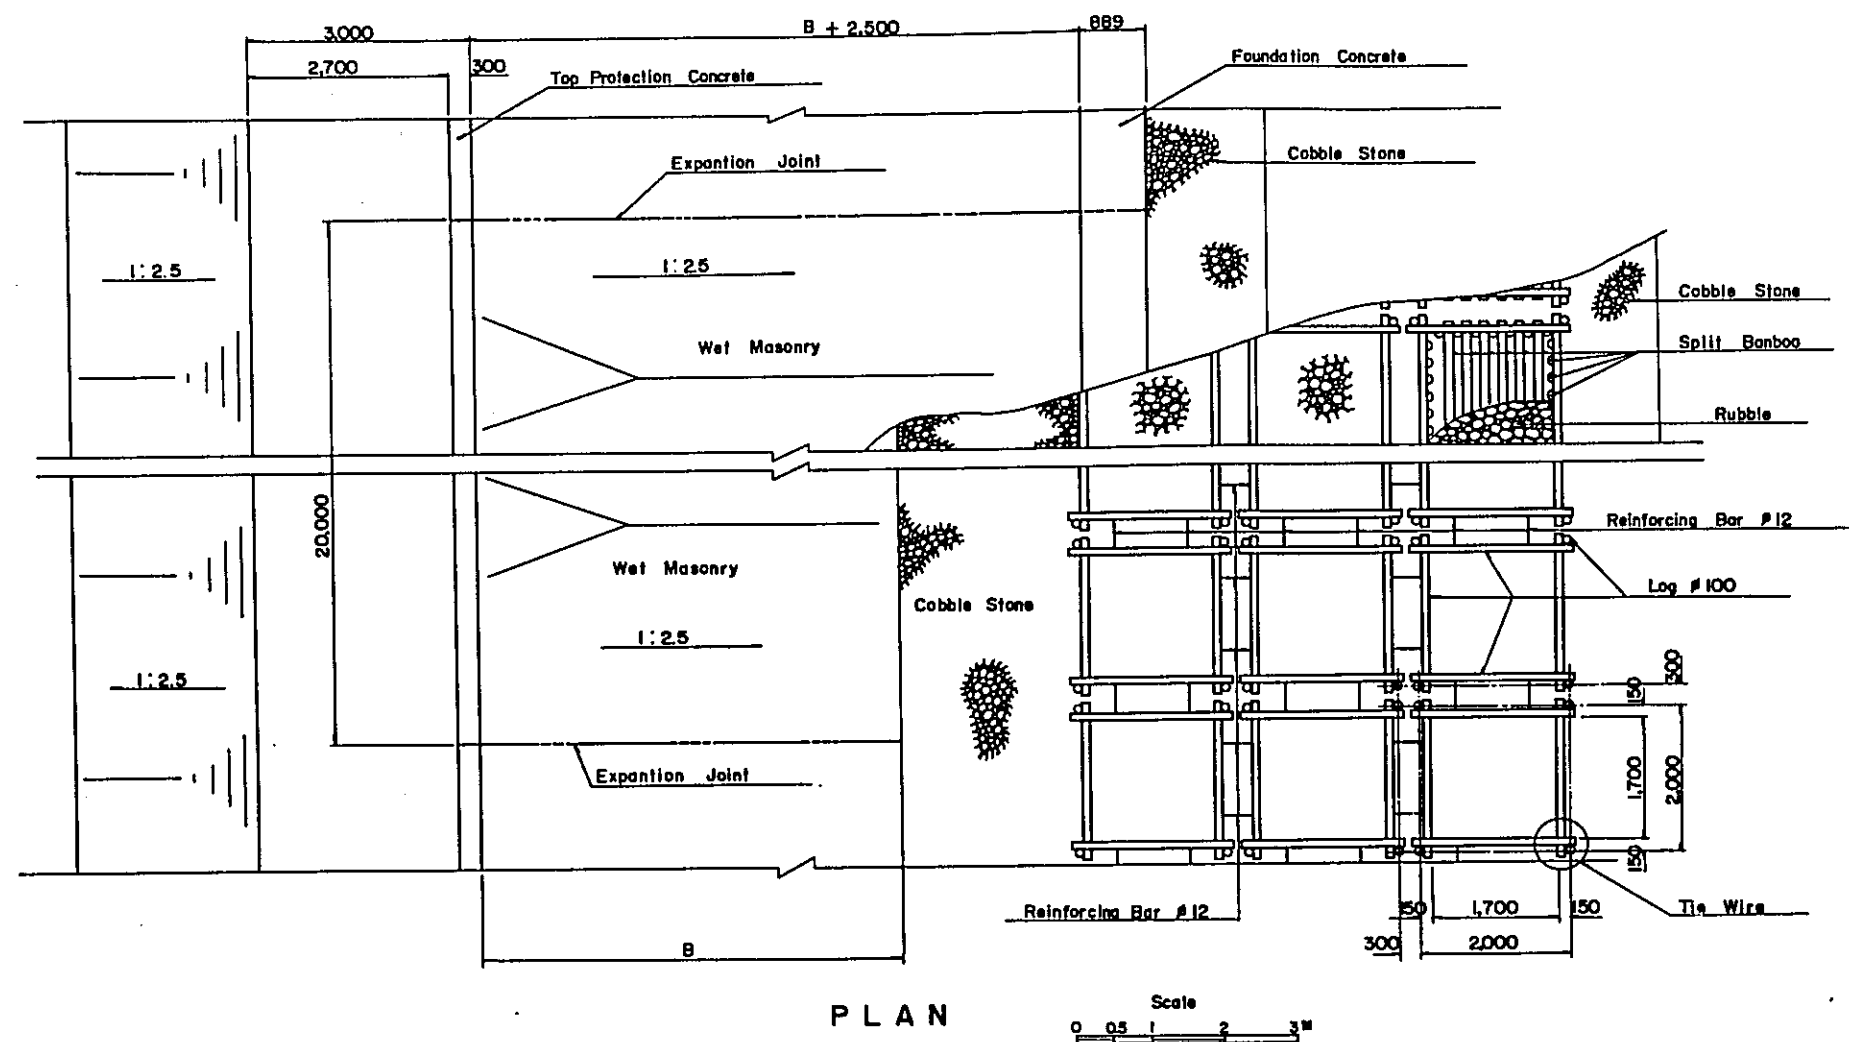 3,000
B + 2,500
889
2,700
300
Top Protection Concrete
Foundation Concrete
Expantion Joint
Cobble Stone
1:2.5
1:2.5
Cobble Stone
Wet Masonry
Split Banboo
Rubble
20,000
Reinforcing Bar ø12
Wet Masonry
Log ø100
Cobble Stone
1:2.5
1:2.5
300
150
Expantion Joint
1,700
2,000
150
Reinforcing Bar ø12
150
1,700
150
Tie Wire
B
300
2,000
PLAN
Scale
0 0.5 1 2 3M